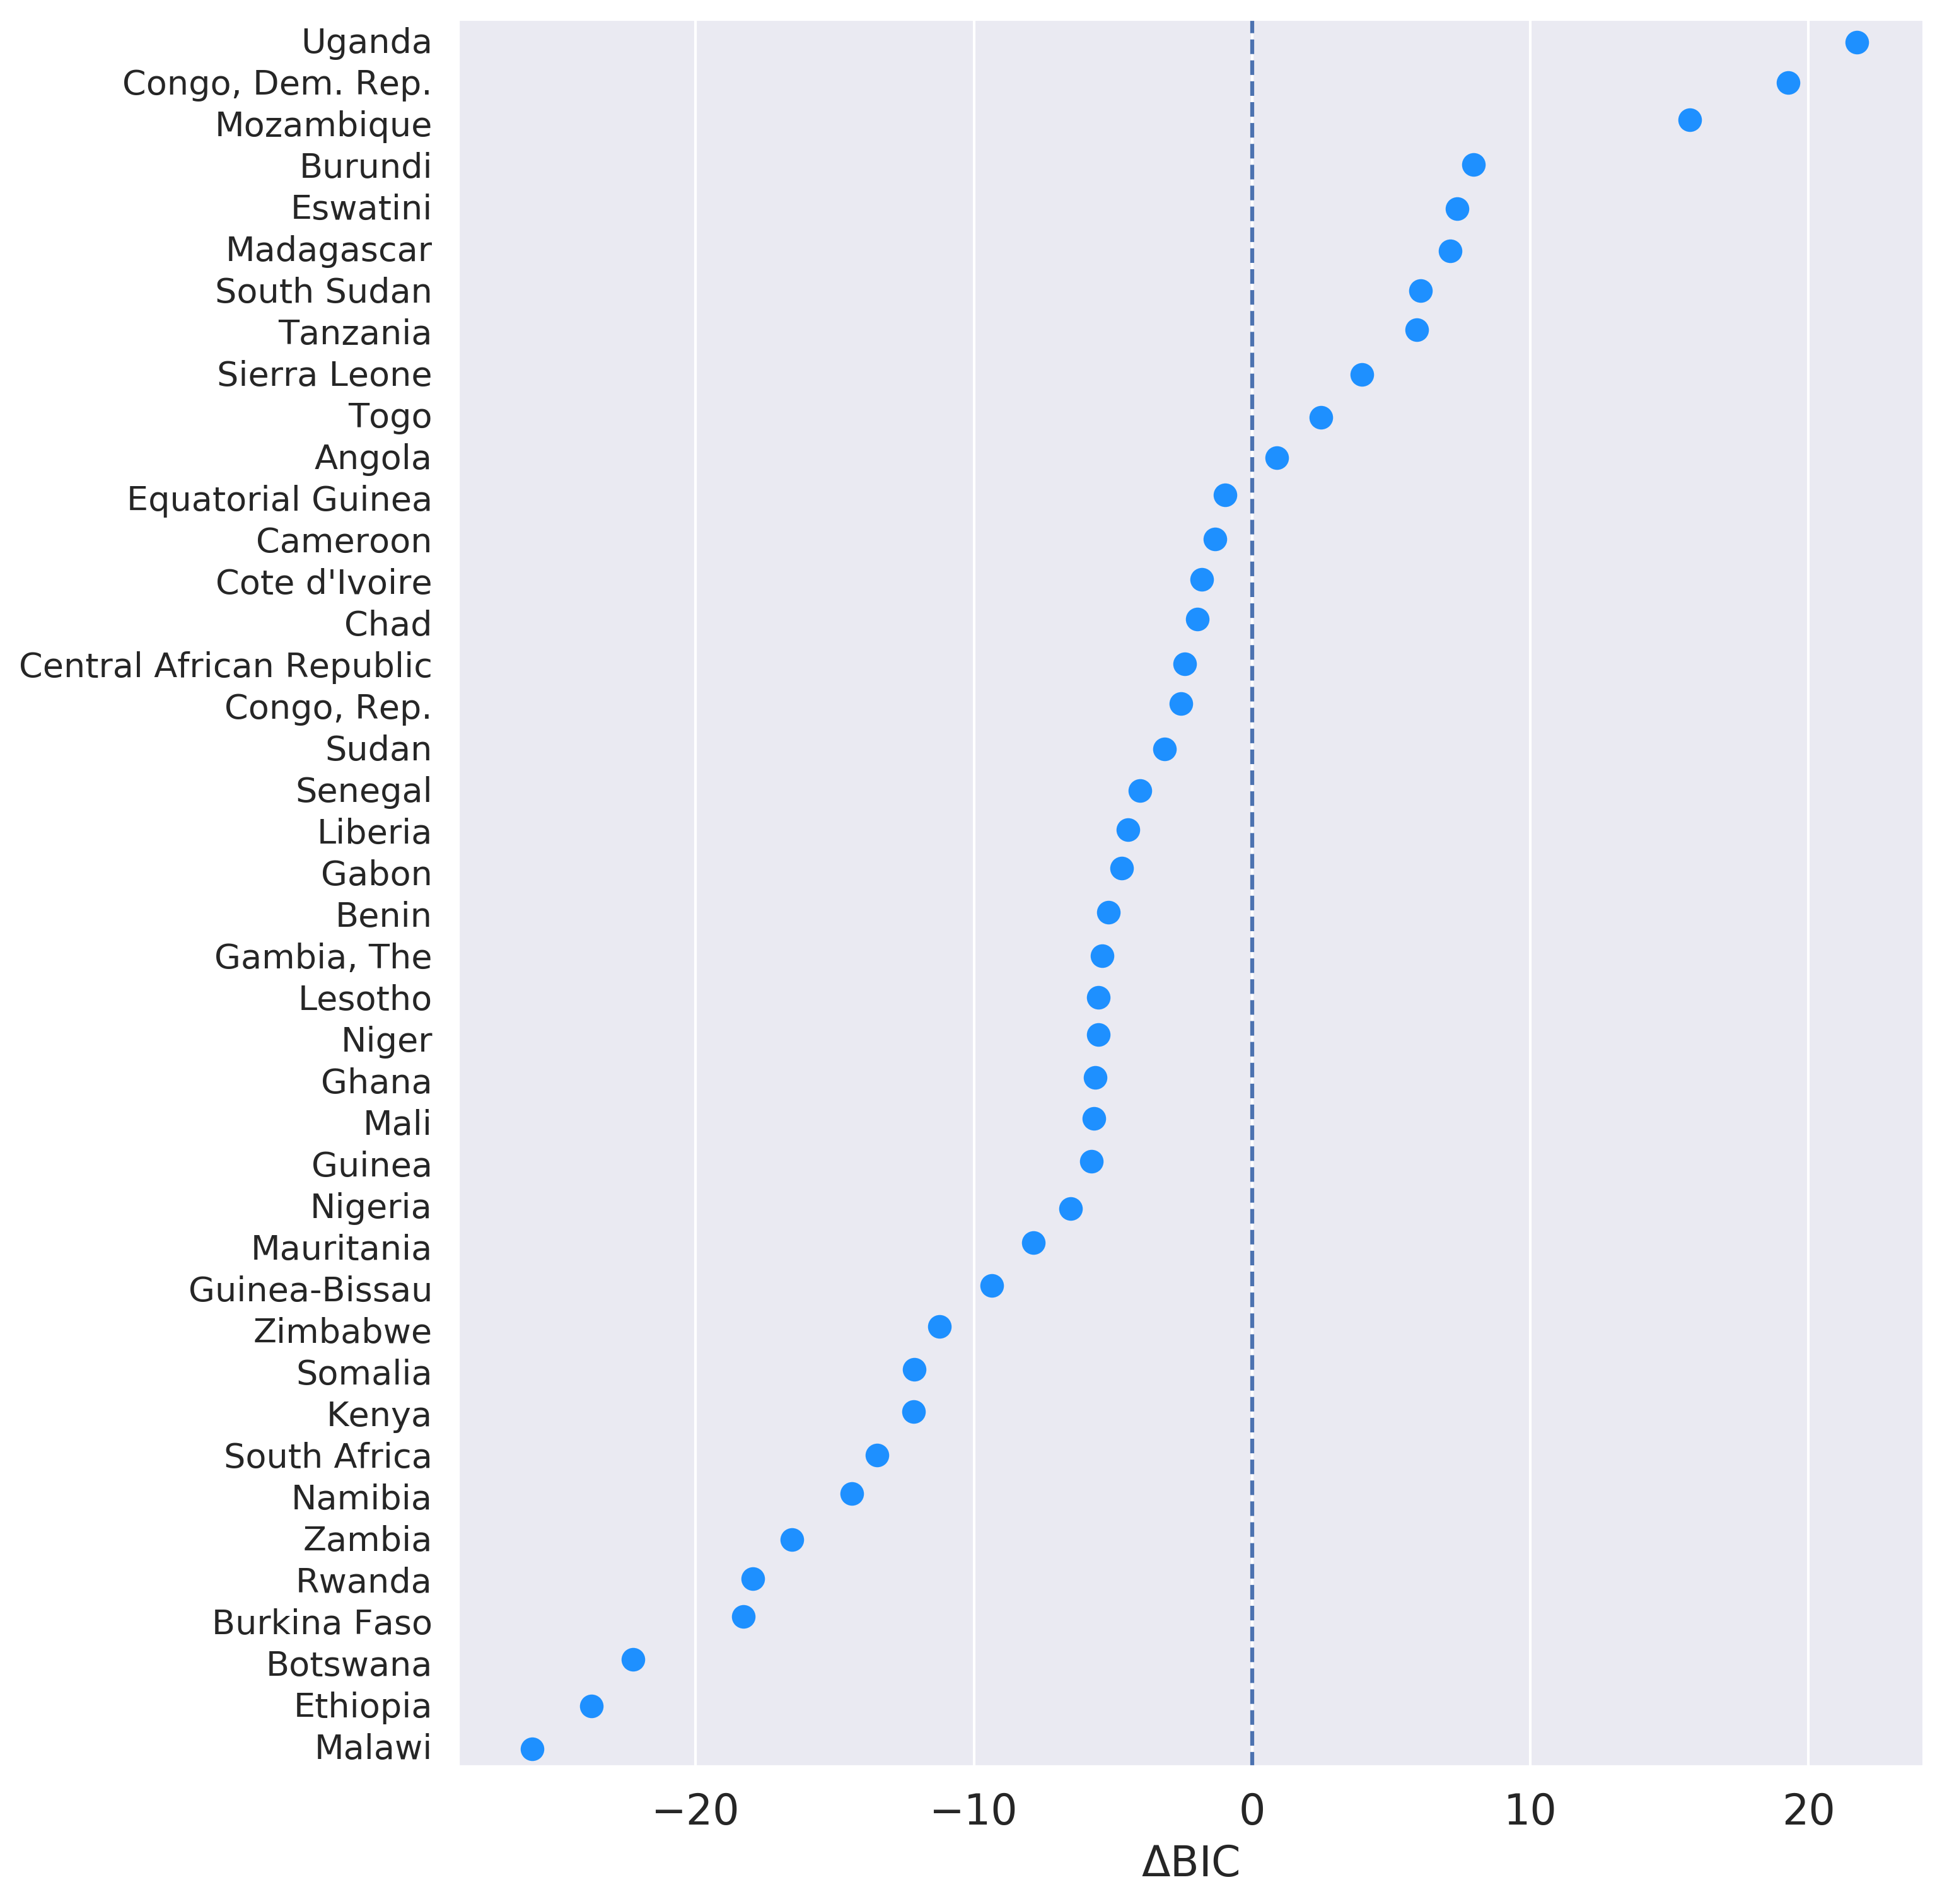 Uganda
Congo, Dem. Rep.
Mozambique
Burundi
Eswatini
Madagascar
South Sudan
Tanzania
Sierra Leone
Togo
Angola
Equatorial Guinea
Cameroon
Cote d'Ivoire
Chad
Central African Republic
Congo, Rep.
Sudan
Senegal
Liberia
Gabon
Benin
Gambia, The
Lesotho
Niger
Ghana
Mali
Guinea
Nigeria
Mauritania
Guinea-Bissau
Zimbabwe
Somalia
Kenya
South Africa
Namibia
Zambia
Rwanda
Burkina Faso
Botswana
Ethiopia
Malawi
−20 −10 0 10 20
ΔBIC